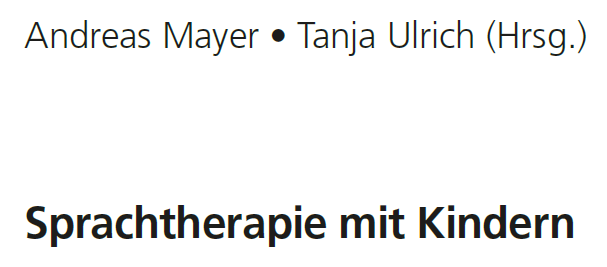 Andreas Mayer • Tanja Ulrich (Hrsg.)
Sprachtherapie mit Kindern